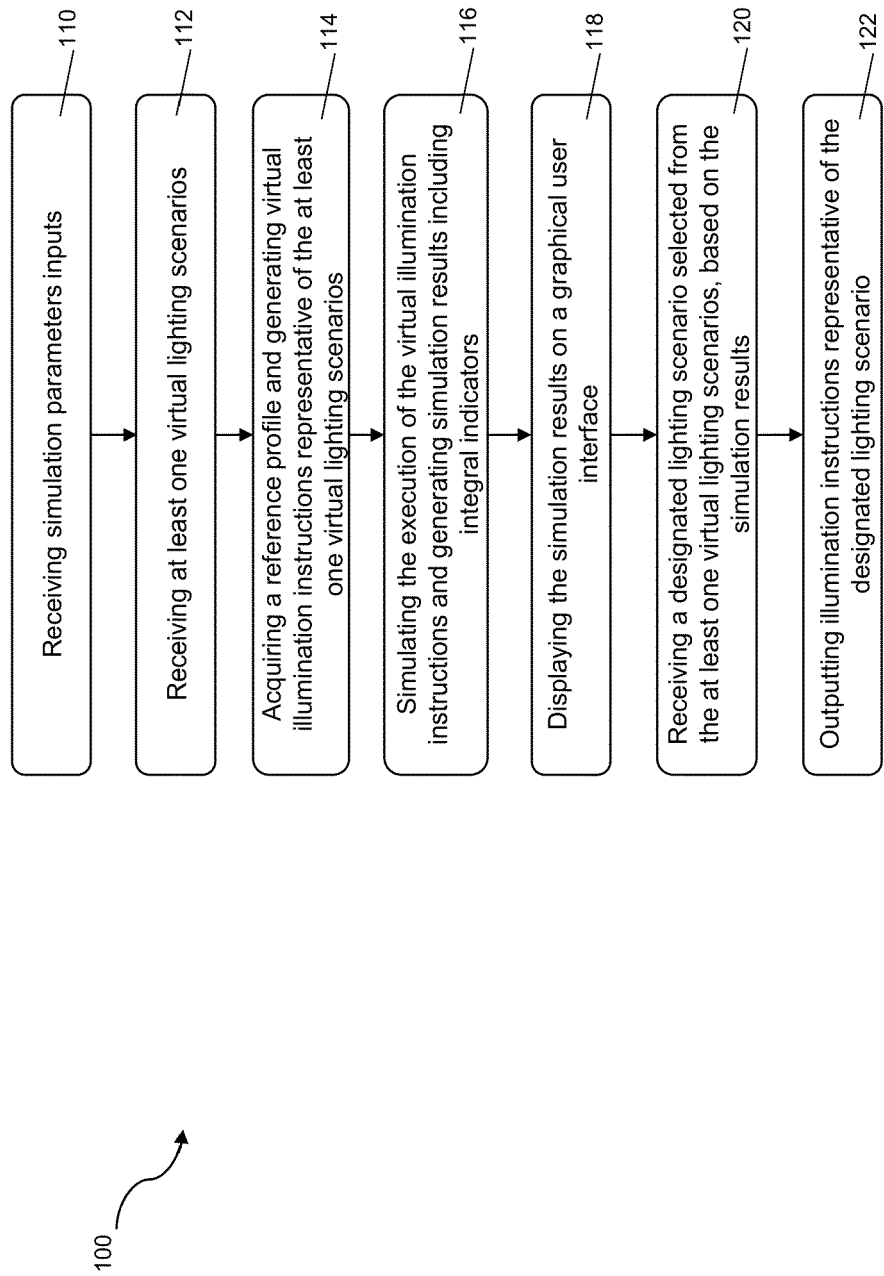 100
Receiving simulation parameters inputs
110
Receiving at least one virtual lighting scenarios
112
Acquiring a reference profile and generating virtual
illumination instructions representative of the at least
one virtual lighting scenarios
114
Simulating the execution of the virtual illumination
instructions and generating simulation results including
integral indicators
116
Displaying the simulation results on a graphical user
interface
118
Receiving a designated lighting scenario selected from
the at least one virtual lighting scenarios, based on the
simulation results
120
Outputting illumination instructions representative of the
designated lighting scenario
122